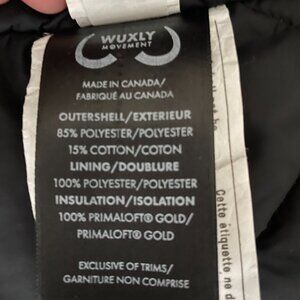 WUXLY
MOVEMENT
MADE IN CANADA/
FABRIQUÉ AU CANADA
OUTERSHELL/EXTERIEUR
85% POLYESTER/POLYESTER
15% COTTON/COTON
LINING/DOUBLURE
100% POLYESTER/POLYESTER
INSULATION/ISOLATION
100% PRIMALOFT® GOLD/
PRIMALOFT® GOLD
EXCLUSIVE OF TRIMS/
GARNITURE NON COMPRISE
Cette étiquette ne